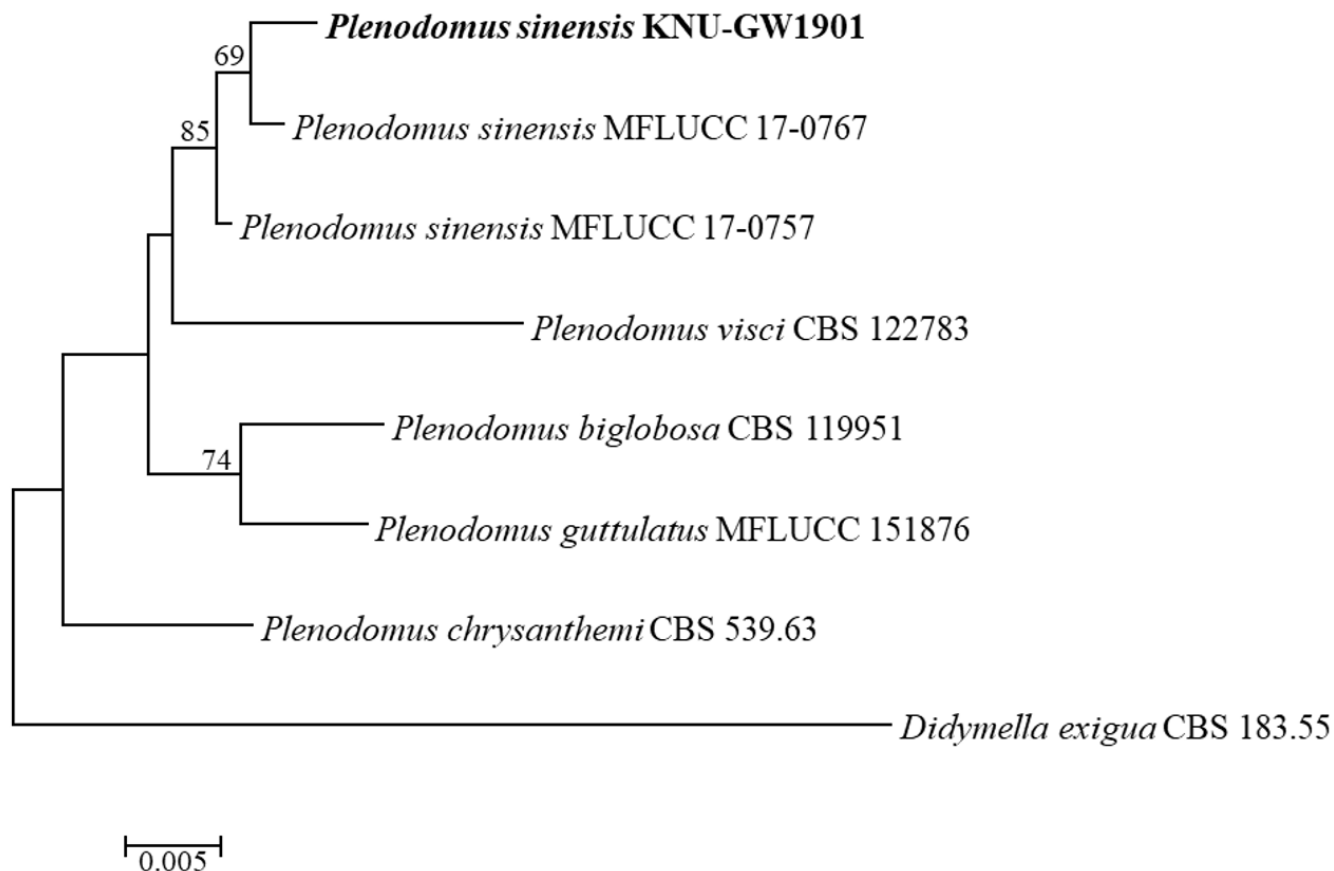 Plenodomus sinensis KNU-GW1901
69
Plenodomus sinensis MFLUCC 17-0767
85
Plenodomus sinensis MFLUCC 17-0757
Plenodomus visci CBS 122783
Plenodomus biglobosa CBS 119951
74
Plenodomus guttulatus MFLUCC 151876
Plenodomus chrysanthemi CBS 539.63
Didymella exigua CBS 183.55
0.005